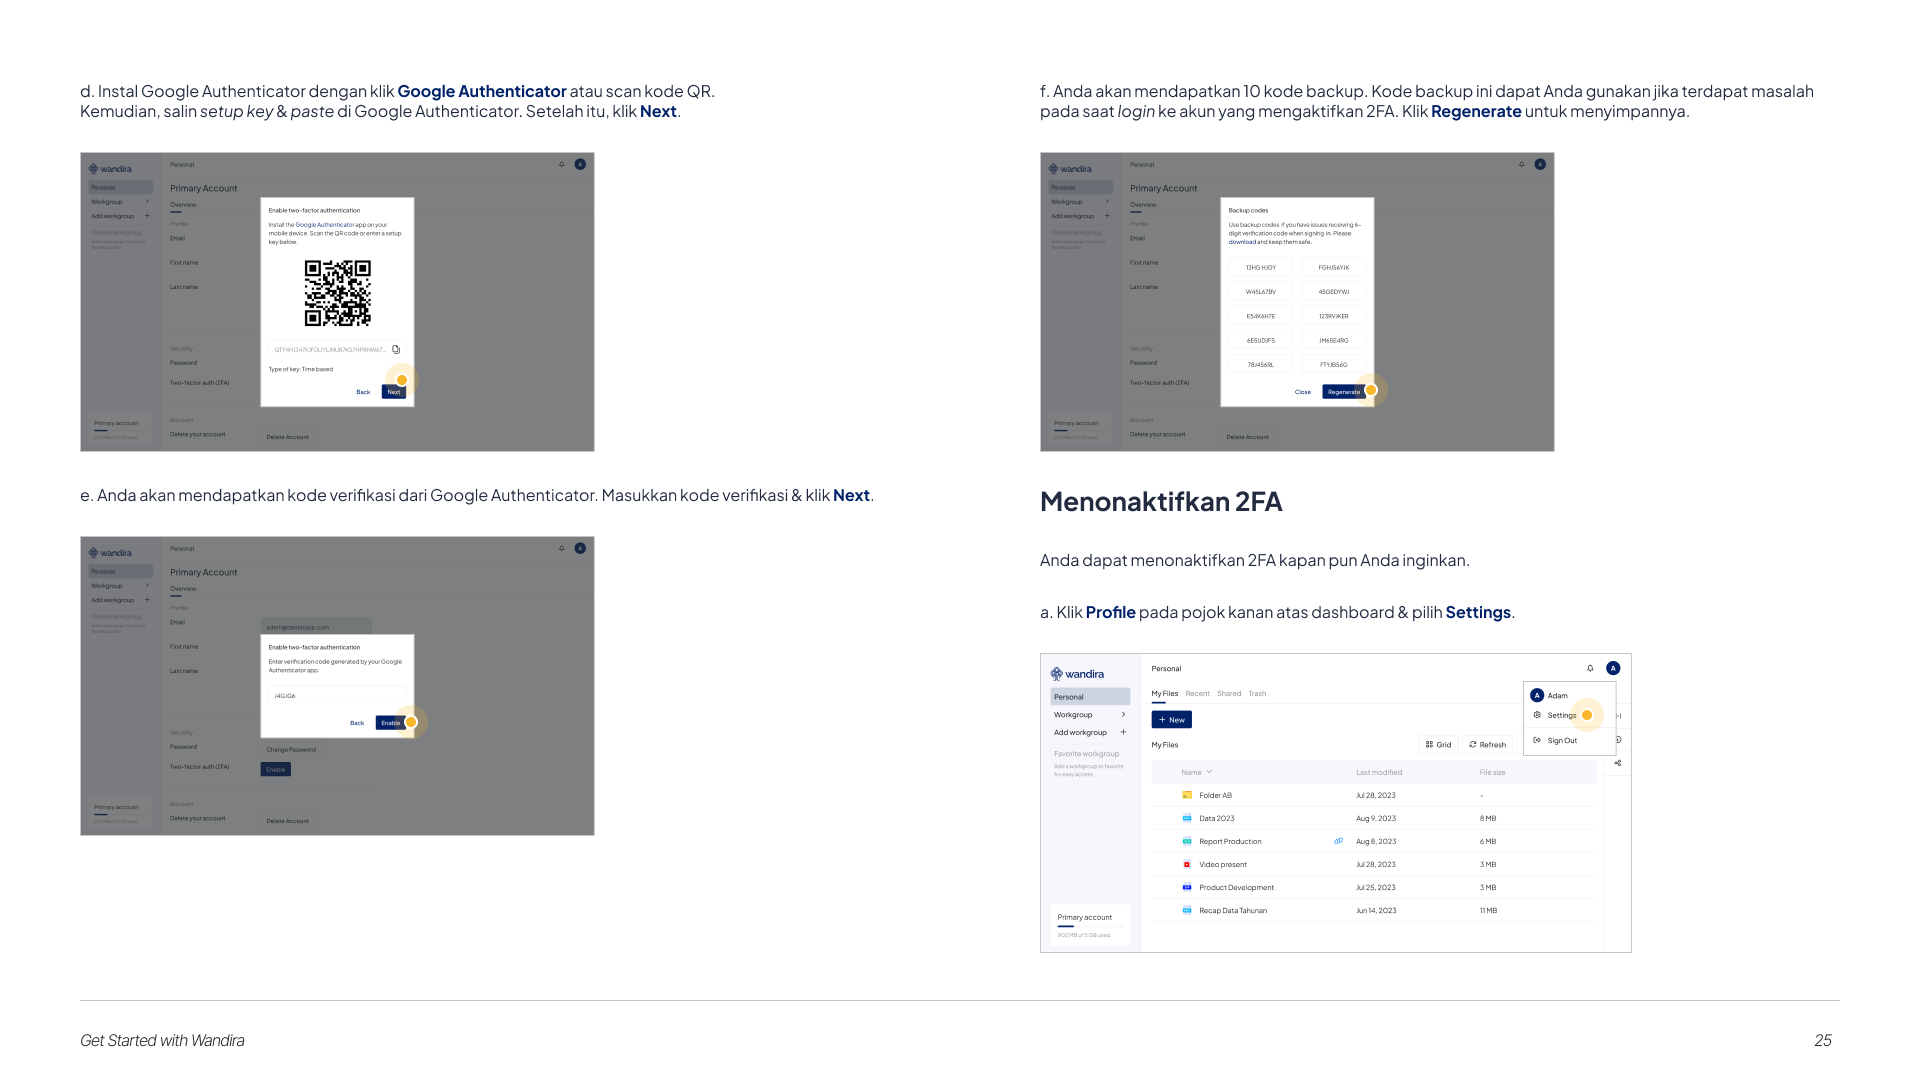 d. Instal Google Authenticator dengan klik Google Authenticator atau scan kode QR.
Kemudian, salin setup key & paste di Google Authenticator. Setelah itu, klik Next.
wandira
Personal
A
Personal
Workgroup
Add workgroup
Favorite workgroup
Primary Account
Overview
Profile
Email
First name
Last name
Security
Password
Two-factor auth (2FA)
Account
Delete your account
Delete Account
Primary account
Enable two-factor authentication
Install the Google Authenticator app on your
mobile device. Scan the QR code or enter a setup
key below.
Type of key: Time based
Back
Next
e. Anda akan mendapatkan kode verifikasi dari Google Authenticator. Masukkan kode verifikasi & klik Next.
wandira
Personal
A
Personal
Workgroup
Add workgroup
Favorite workgroup
Primary Account
Overview
Profile
Email
adam@desktopip.com
First name
Last name
Enable two-factor authentication
Enter verification code generated by your Google
Authenticator app.
J4GJG6
Back
Enable
Security
Password
Change Password
Two-factor auth (2FA)
Enable
Account
Delete your account
Delete Account
Primary account
f. Anda akan mendapatkan 10 kode backup. Kode backup ini dapat Anda gunakan jika terdapat masalah
pada saat login ke akun yang mengaktifkan 2FA. Klik Regenerate untuk menyimpannya.
wandira
Personal
A
Personal
Workgroup
Add workgroup
Favorite workgroup
Primary Account
Overview
Profile
Email
First name
Last name
Security
Password
Two-factor auth (2FA)
Account
Delete your account
Delete Account
Primary account
Backup codes
Use backup codes if you have issues receiving 6-
digit verification code when signing in. Please
download and keep them safe.
13HG HJGY
FGHJ56YJK
W45L67BV
45GEDYWJ
E54K6H7E
123RVJKER
6E5UDJFS
JM65E4RG
78J456RL
FTYJB56G
Close
Regenerate
Menonaktifkan 2FA
Anda dapat menonaktifkan 2FA kapan pun Anda inginkan.
a. Klik Profile pada pojok kanan atas dashboard & pilih Settings.
wandira
Personal
A
Personal
Workgroup
Add workgroup
Favorite workgroup
Add a workgroup to favorite
for easy access.
Primary account
802 MB of 5 GB used.
My Files Recent Shared Trash
+ New
A Adam
Settings
Sign Out
My Files
Grid
Refresh
Name Last modified File size
Folder AB Jul 28, 2023 -
Data 2023 Aug 9, 2023 8 MB
Report Production Aug 8, 2023 6 MB
Video present Jul 28, 2023 3 MB
Product Development Jul 25, 2023 3 MB
Recap Data Tahunan Jun 14, 2023 11 MB
Get Started with Wandira
25